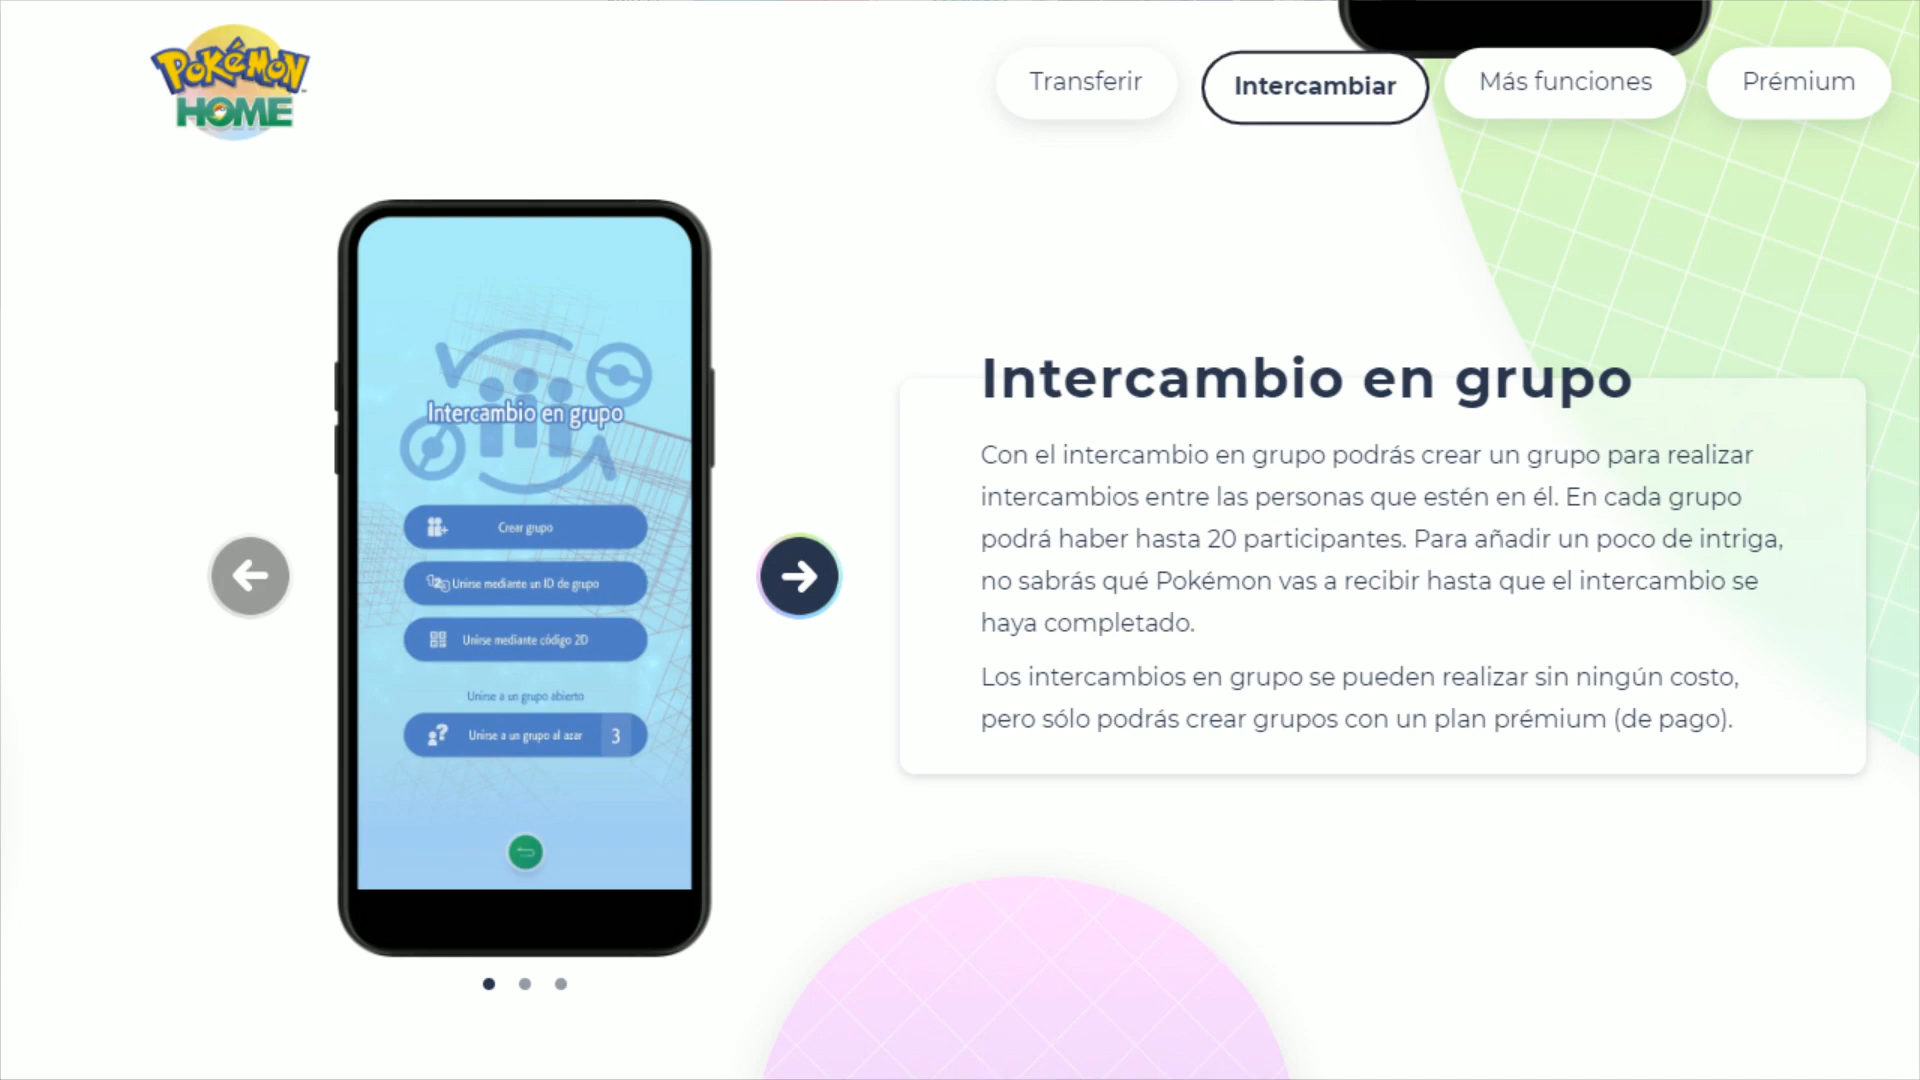 Pokémon
HOME
Transferir
Intercambiar
Más funciones
Prémium
Intercambio en grupo
Crear grupo
Unirse mediante un ID de grupo
Unirse mediante código 2D
Unirse a un grupo abierto
Unirse a un grupo al azar 3
Intercambio en grupo
Con el intercambio en grupo podrás crear un grupo para realizar
intercambios entre las personas que estén en él. En cada grupo
podrá haber hasta 20 participantes. Para añadir un poco de intriga,
no sabrás qué Pokémon vas a recibir hasta que el intercambio se
haya completado.
Los intercambios en grupo se pueden realizar sin ningún costo,
pero sólo podrás crear grupos con un plan prémium (de pago).